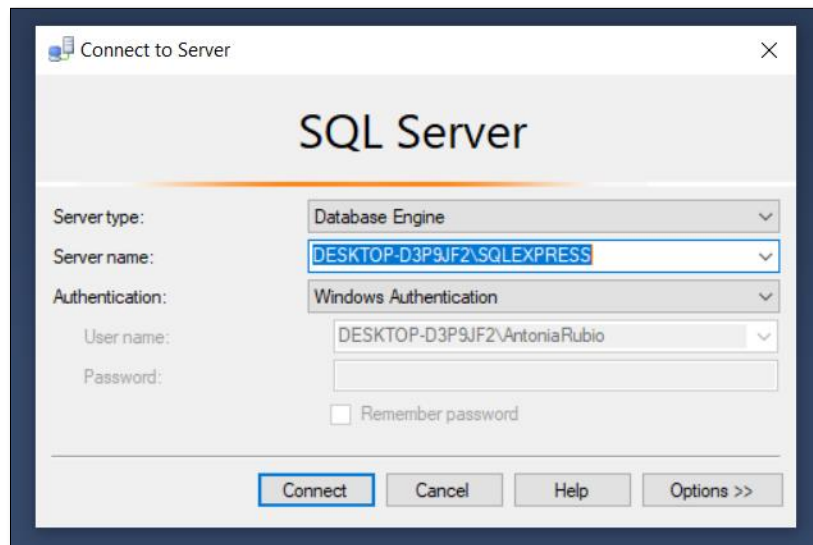 Connect to Server
SQL Server
Server type: Database Engine
Server name: DESKTOP-D3P9JF2\SQLEXPRESS
Authentication: Windows Authentication
User name: DESKTOP-D3P9JF2\AntoniaRubio
Password:
Remember password
Connect Cancel Help Options >>